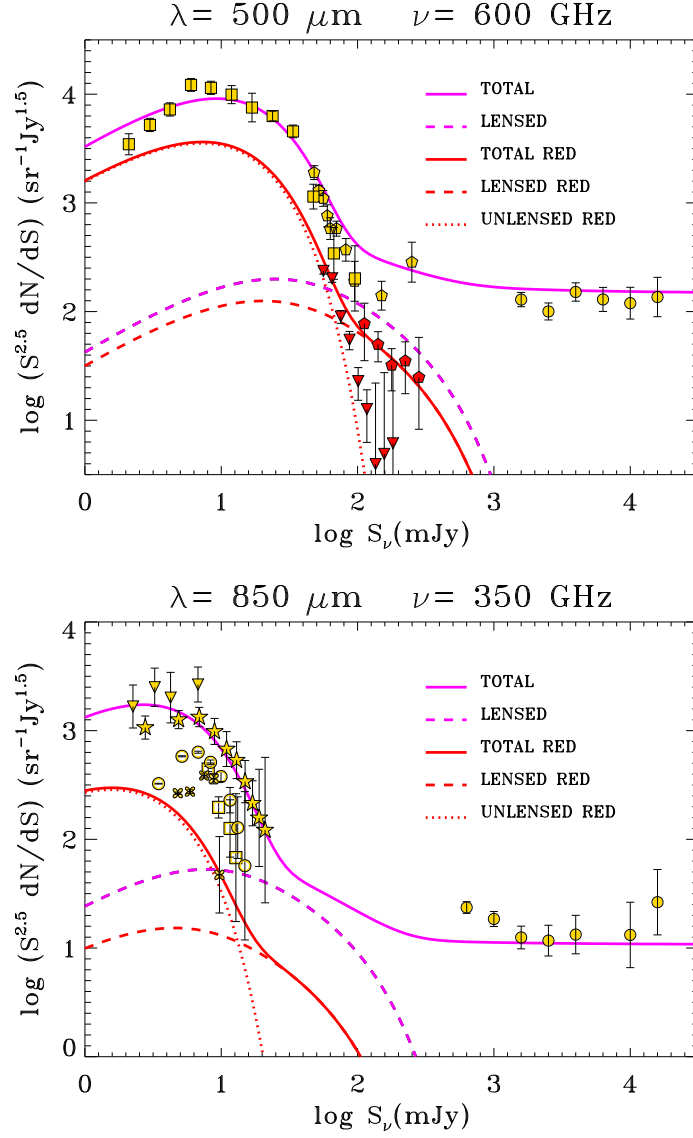 λ= 500 μm ν= 600 GHz
log (S^2.5 dN/dS) (sr^−1Jy^1.5)
4
3
2
1
TOTAL
LENSED
TOTAL RED
LENSED RED
UNLENSED RED
0 1 2 3 4
log S_ν(mJy)
λ= 850 μm ν= 350 GHz
log (S^2.5 dN/dS) (sr^−1Jy^1.5)
4
3
2
1
0
TOTAL
LENSED
TOTAL RED
LENSED RED
UNLENSED RED
0 1 2 3 4
log S_ν(mJy)